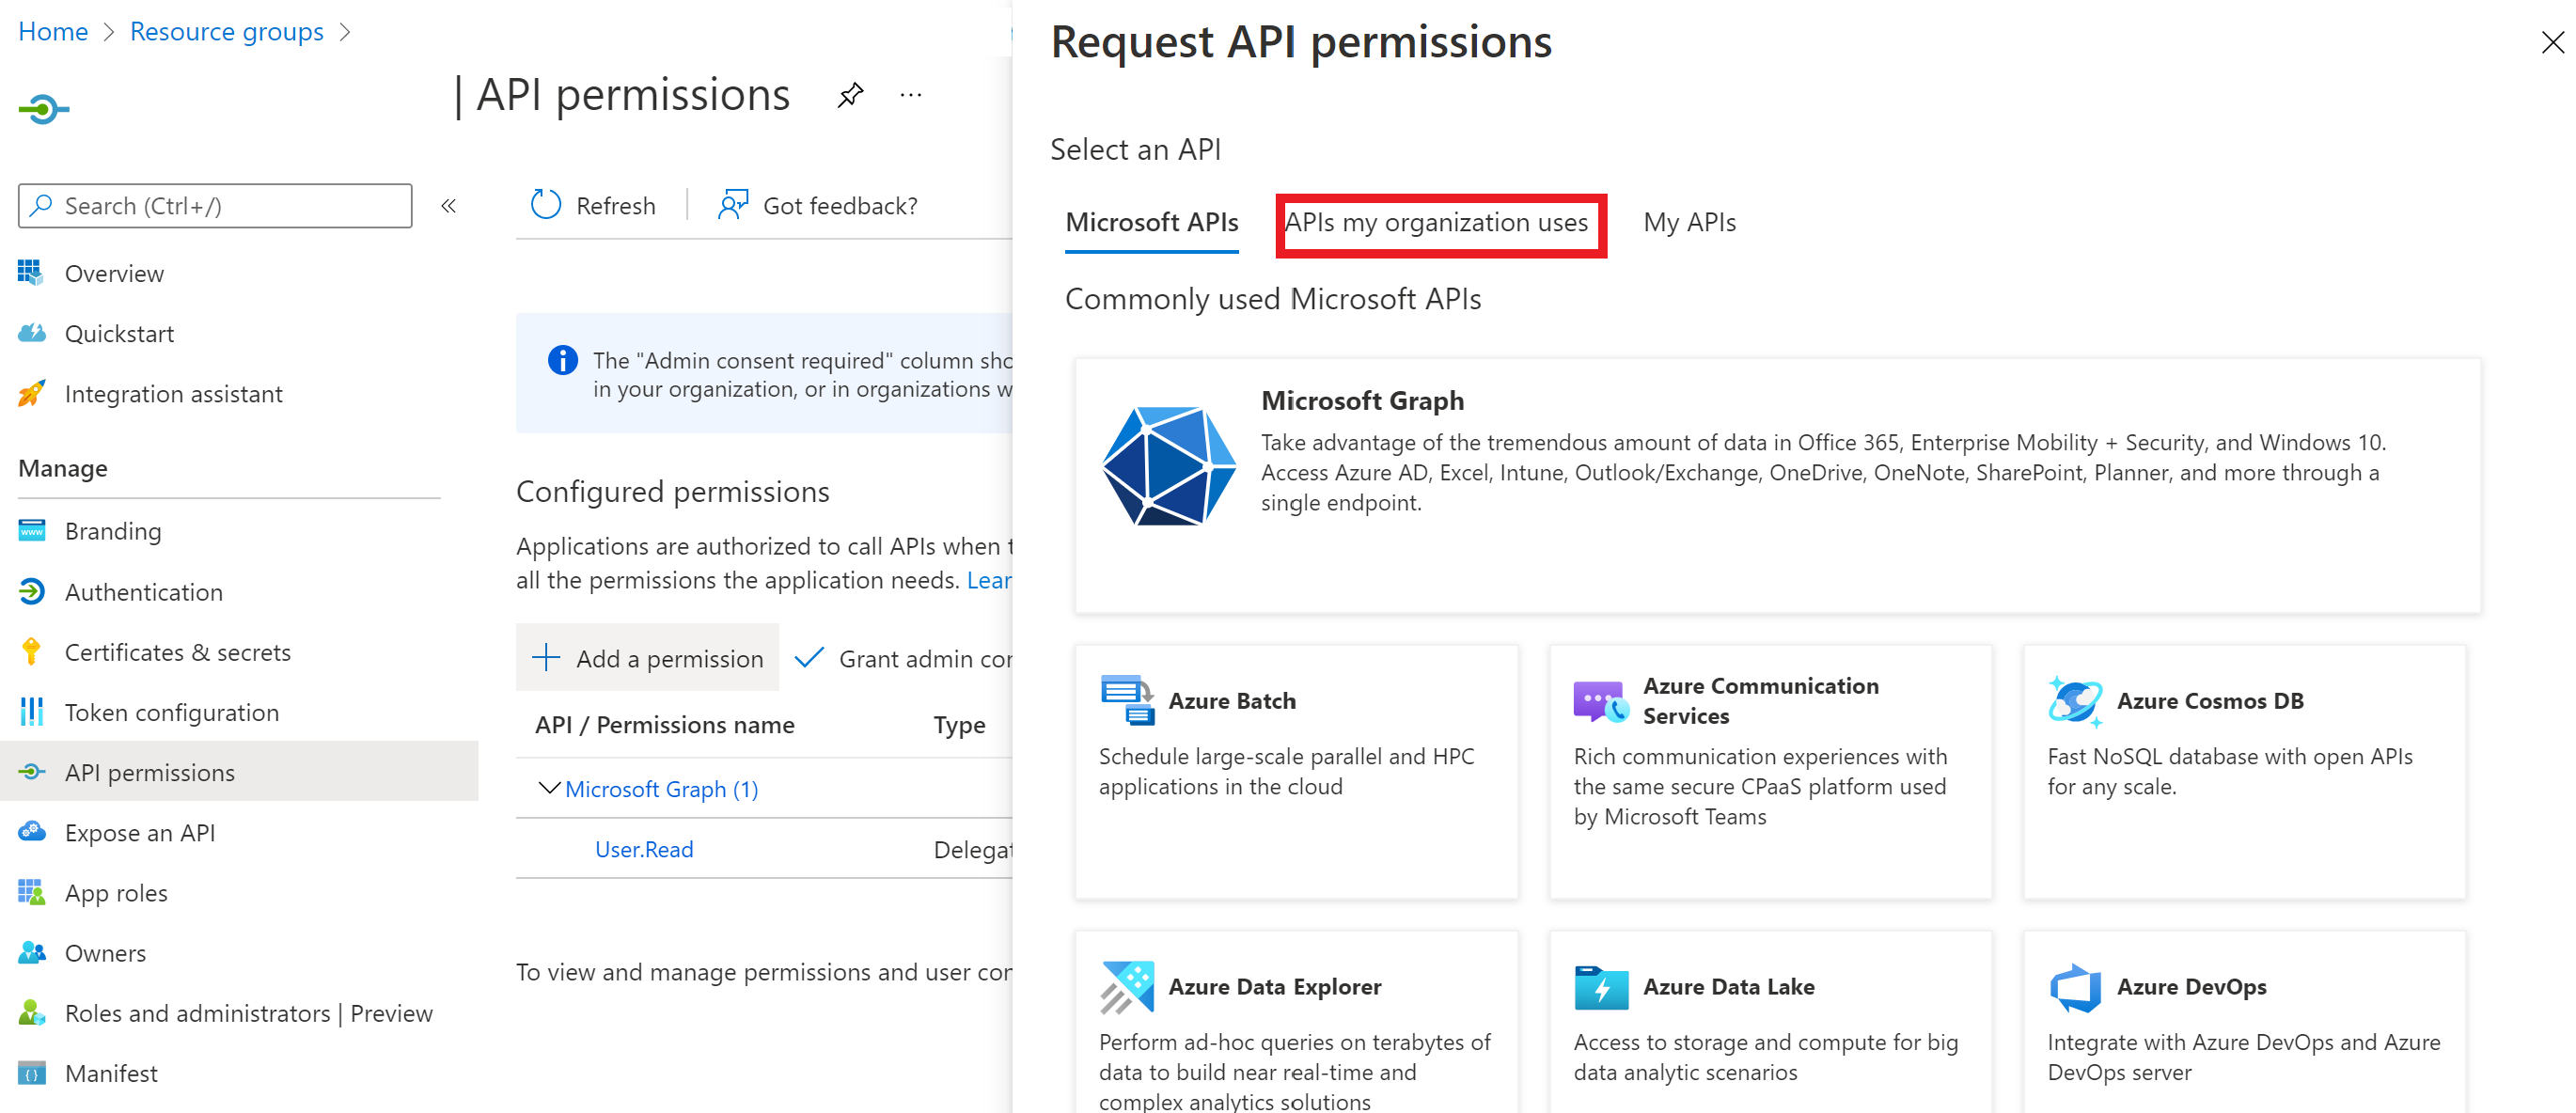 Home > Resource groups >
| API permissions ...
Search (Ctrl+/)
«
Overview
Quickstart
Integration assistant
Manage
Branding
Authentication
Certificates & secrets
Token configuration
API permissions
Expose an API
App roles
Owners
Roles and administrators | Preview
Manifest
Refresh
Got feedback?
The "Admin consent required" column sho
in your organization, or in organizations w
Configured permissions
Applications are authorized to call APIs when t
all the permissions the application needs. Lear
Add a permission
Grant admin con
API / Permissions name Type
Microsoft Graph (1)
User.Read Delegat
To view and manage permissions and user con
Request API permissions
Select an API
Microsoft APIs APIs my organization uses My APIs
Commonly used Microsoft APIs
Microsoft Graph
Take advantage of the tremendous amount of data in Office 365, Enterprise Mobility + Security, and Windows 10.
Access Azure AD, Excel, Intune, Outlook/Exchange, OneDrive, OneNote, SharePoint, Planner, and more through a
single endpoint.
Azure Batch
Schedule large-scale parallel and HPC
applications in the cloud
Azure Communication
Services
Rich communication experiences with
the same secure CPaaS platform used
by Microsoft Teams
Azure Cosmos DB
Fast NoSQL database with open APIs
for any scale.
Azure Data Explorer
Perform ad-hoc queries on terabytes of
data to build near real-time and
complex analytics solutions
Azure Data Lake
Access to storage and compute for big
data analytic scenarios
Azure DevOps
Integrate with Azure DevOps and Azure
DevOps server